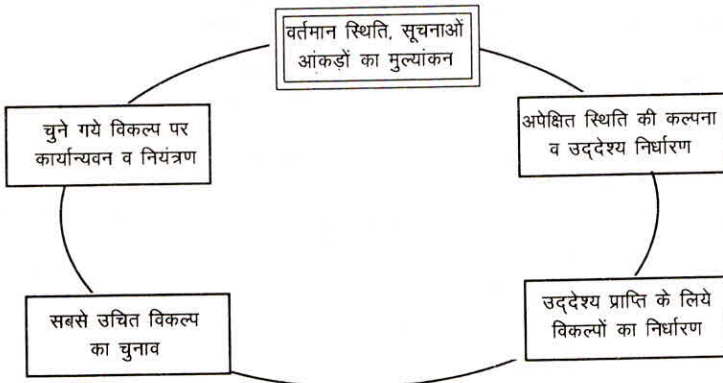 वर्तमान स्थिति, सूचनाओं
आंकड़ों का मुल्यांकन
अपेक्षित स्थिति की कल्पना
व उद्‌देश्य निर्धारण
उद्‌देश्य प्राप्ति के लिये
विकल्पों का निर्धारण
सबसे उचित विकल्प
का चुनाव
चुने गये विकल्प पर
कार्यान्यवन व नियंत्रण